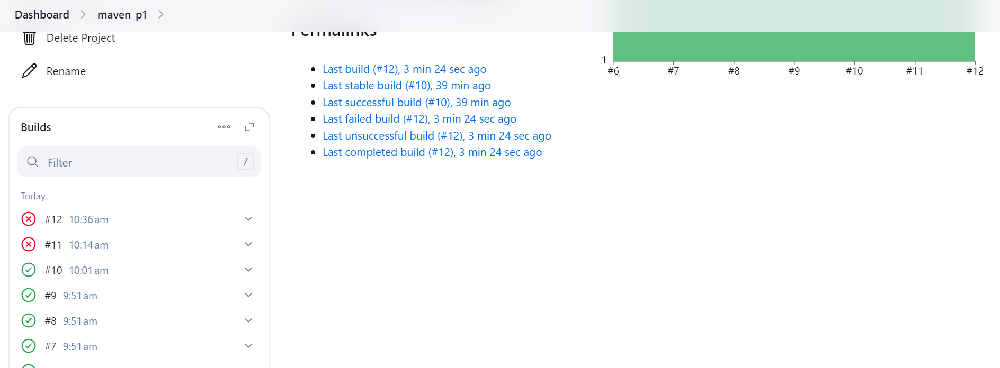 Dashboard
maven_p1
Delete Project
Rename
Builds
Filter
/
Today
#12 10:36 am
#11 10:14 am
#10 10:01 am
#9 9:51 am
#8 9:51 am
#7 9:51 am
Permalinks
Last build (#12), 3 min 24 sec ago
Last stable build (#10), 39 min ago
Last successful build (#10), 39 min ago
Last failed build (#12), 3 min 24 sec ago
Last unsuccessful build (#12), 3 min 24 sec ago
Last completed build (#12), 3 min 24 sec ago
1
#6 #7 #8 #9 #10 #11 #12